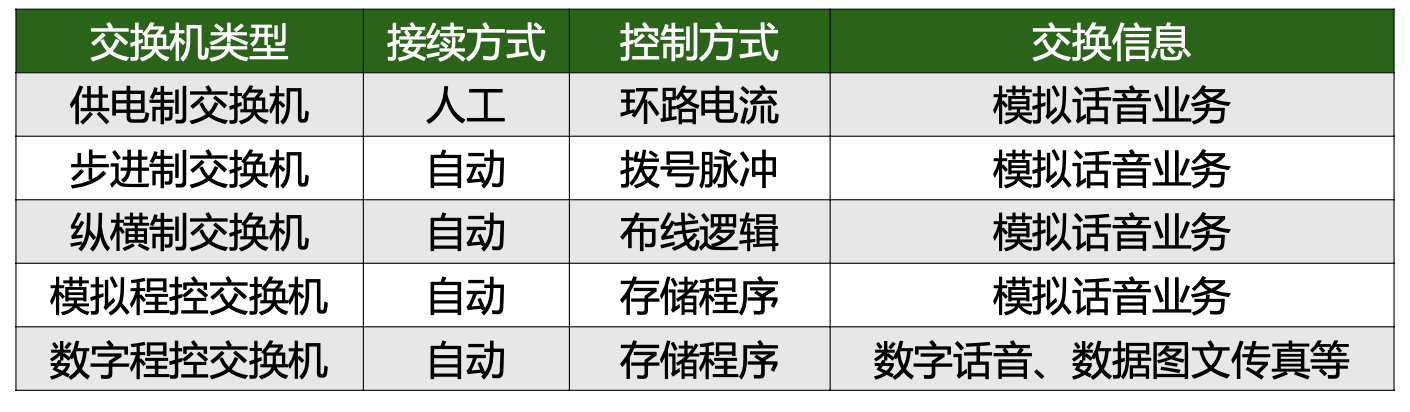 交换机类型 接续方式 控制方式 交换信息
供电制交换机 人工 环路电流 模拟话音业务
步进制交换机 自动 拨号脉冲 模拟话音业务
纵横制交换机 自动 布线逻辑 模拟话音业务
模拟程控交换机 自动 存储程序 模拟话音业务
数字程控交换机 自动 存储程序 数字话音、数据图文传真等